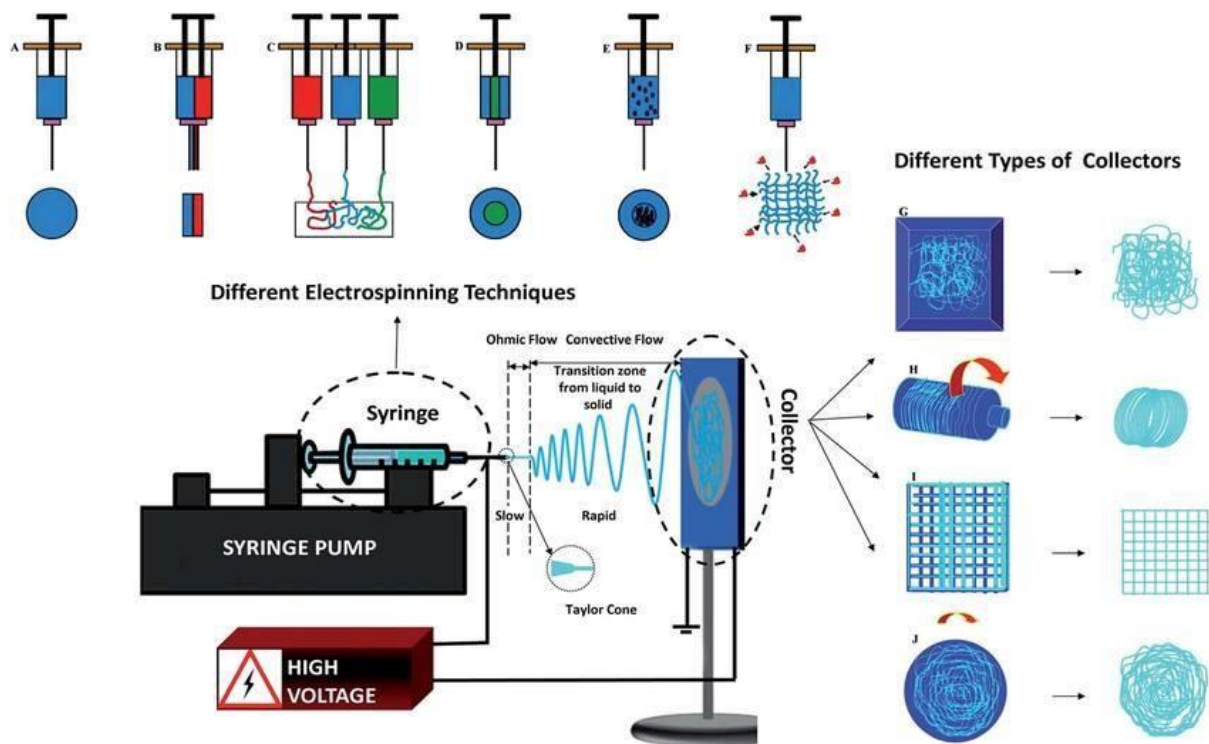 A
B
C
D
E
F
Different Types of Collectors
G
Different Electrospinning Techniques
Ohmic Flow Convective Flow
Transition zone
from liquid to
solid
Syringe
Collector
H
I
Slow
Rapid
SYRINGE PUMP
Taylor Cone
HIGH
VOLTAGE
J